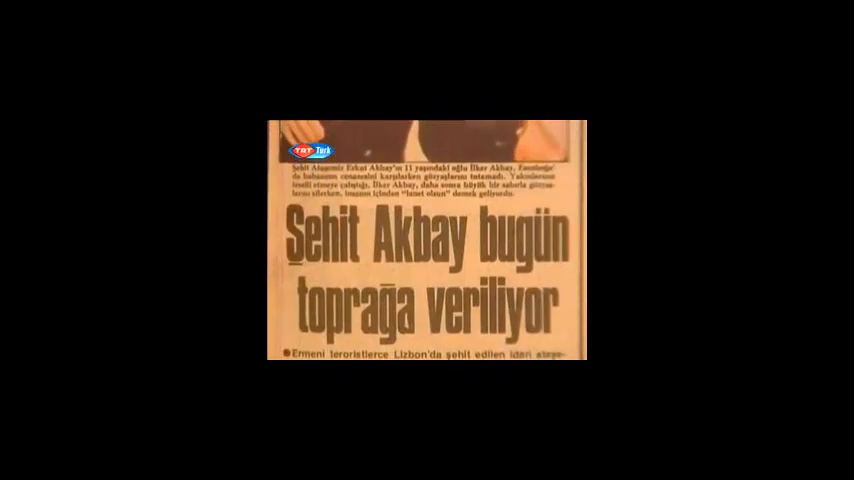 TRT Türk
Şehit Ataşemiz Erkut Akbay'ın 11 yaşındaki oğlu İlker Akbay, Esenboğa'
da babasının cenazesini karşılarken gözyaşlarını tutamadı. Yakınlarının
teselli etmeye çalıştığı, İlker Akbay, daha sonra büyük bir sabırla gözyaş-
larını silerken, insanın içinden "lanet olsun" demek geliyordu.
Şehit Akbay bugün
toprağa veriliyor
●Ermeni teroristlerce Lizbon'da şehit edilen idari ataşe-